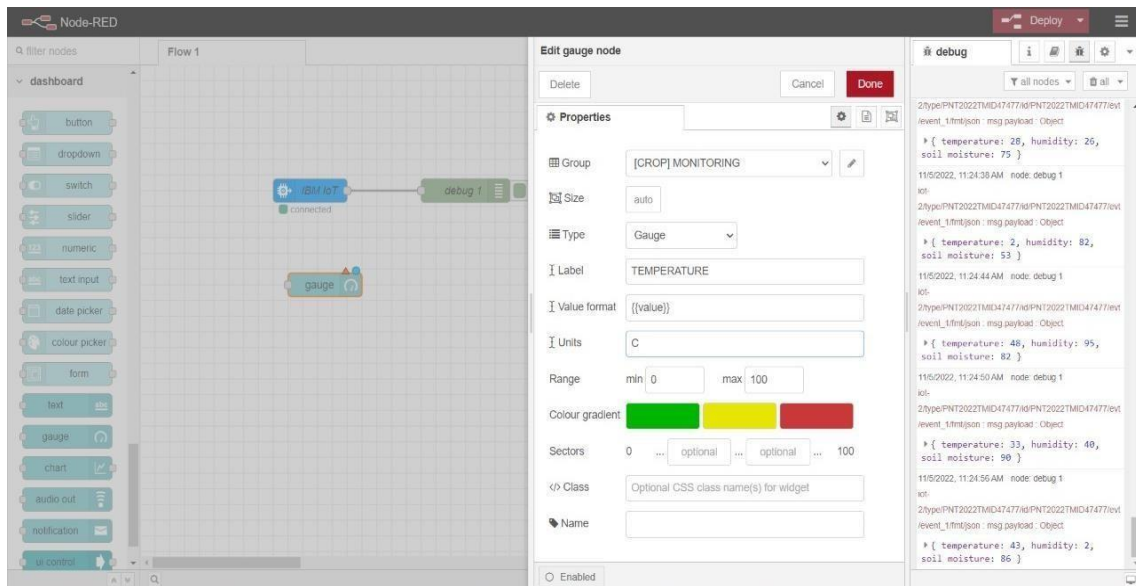 Node-RED
Deploy
filter nodes
dashboard
button
dropdown
switch
slider
numeric
text input
date picker
colour picker
form
text
gauge
chart
audio out
notification
ui control
Flow 1
IBM IoT
connected
debug 1
gauge
Edit gauge node
Delete
Cancel
Done
Properties
Group
[CROP] MONITORING
Size
auto
Type
Gauge
Label
TEMPERATURE
Value format
{{value}}
Units
C
Range
min 0 max 100
Colour gradient
Sectors
0 ... optional ... optional ... 100
</> Class
Optional CSS class name(s) for widget
Name
Enabled
debug
all nodes
all
2/type/PNT2022TMID47477/id/PNT2022TMID47477/evt
/event_1/fmt/json : msg.payload : Object
{ temperature: 28, humidity: 26,
soil moisture: 75 }
11/5/2022, 11:24:38 AM node: debug 1
iot-
2/type/PNT2022TMID47477/id/PNT2022TMID47477/evt
/event_1/fmt/json : msg.payload : Object
{ temperature: 2, humidity: 82,
soil moisture: 53 }
11/5/2022, 11:24:44 AM node: debug 1
iot-
2/type/PNT2022TMID47477/id/PNT2022TMID47477/evt
/event_1/fmt/json : msg.payload : Object
{ temperature: 48, humidity: 95,
soil moisture: 82 }
11/5/2022, 11:24:50 AM node: debug 1
iot-
2/type/PNT2022TMID47477/id/PNT2022TMID47477/evt
/event_1/fmt/json : msg.payload : Object
{ temperature: 33, humidity: 40,
soil moisture: 90 }
11/5/2022, 11:24:56 AM node: debug 1
iot-
2/type/PNT2022TMID47477/id/PNT2022TMID47477/evt
/event_1/fmt/json : msg.payload : Object
{ temperature: 43, humidity: 2,
soil moisture: 86 }